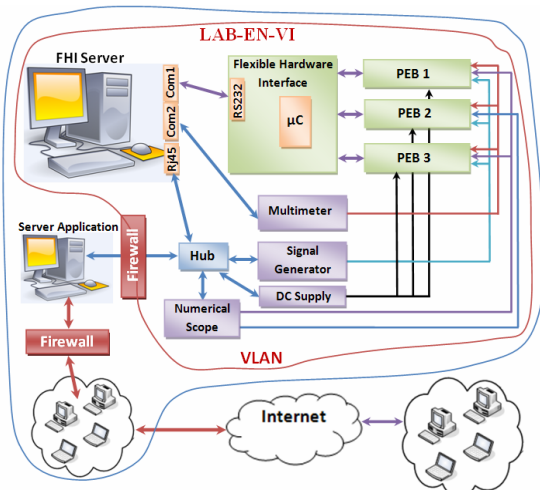 LAB-EN-VI
FHI Server
Com1
Com2
RJ45
Flexible Hardware
Interface
RS232
µC
PEB 1
PEB 2
PEB 3
Multimeter
Server Application
Firewall
Hub
Signal
Generator
DC Supply
Numerical
Scope
Firewall
VLAN
Internet